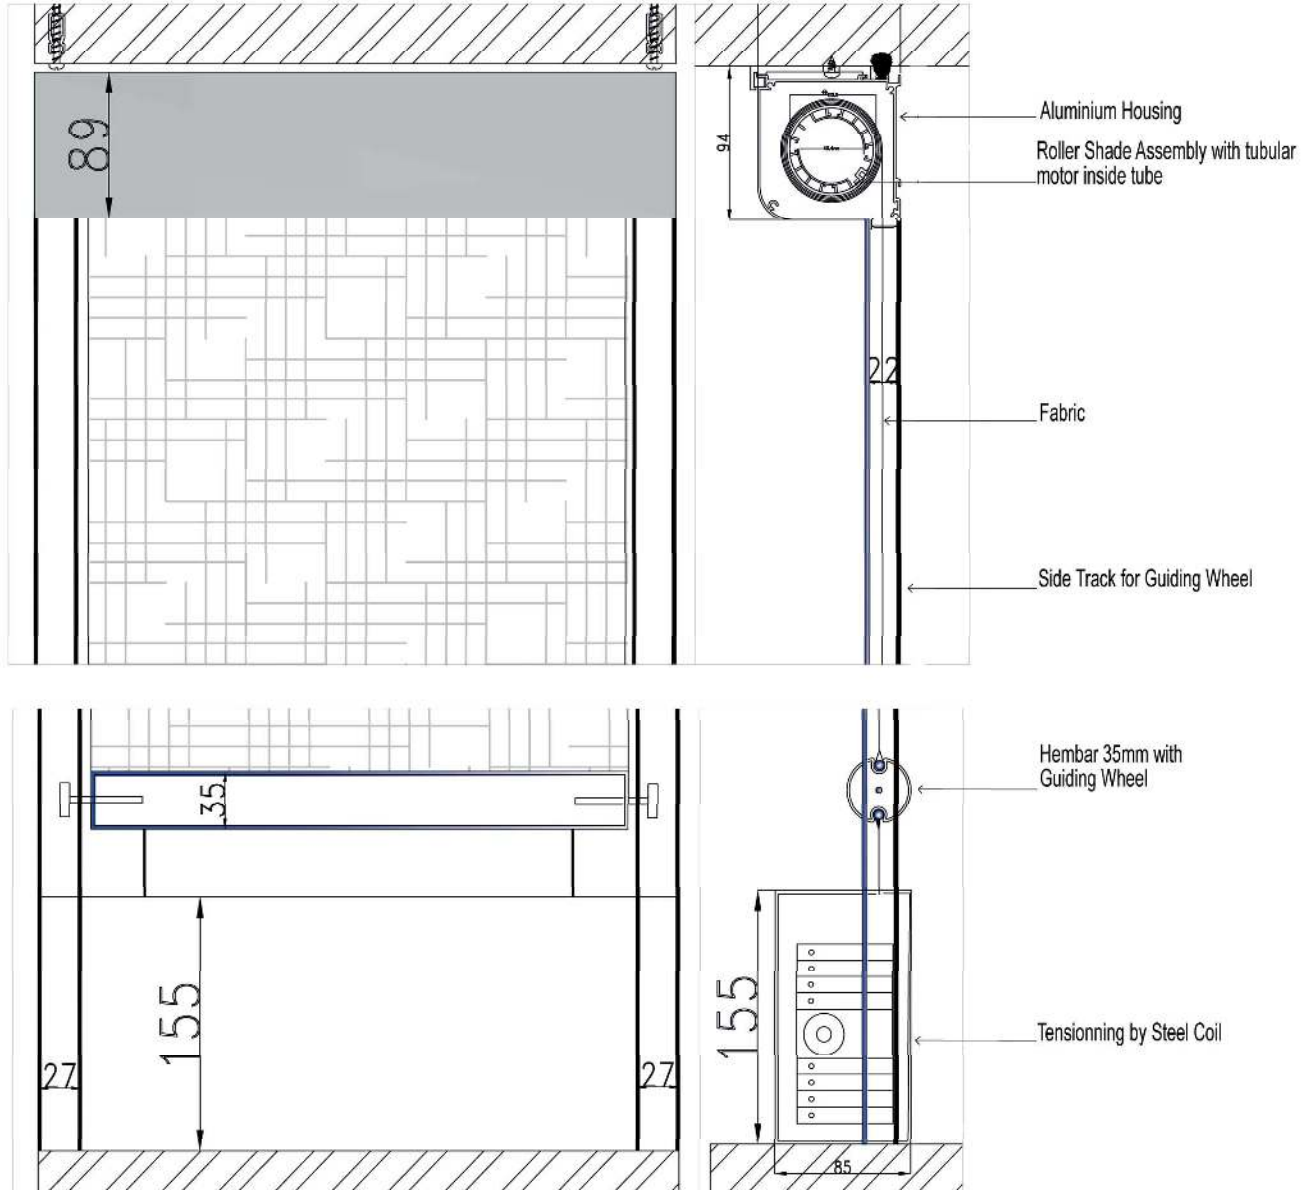 89
94
Aluminium Housing
Roller Shade Assembly with tubular
motor inside tube
22
Fabric
Side Track for Guiding Wheel
35
Hembar 35mm with
Guiding Wheel
155
155
27
27
Tensionning by Steel Coil
85